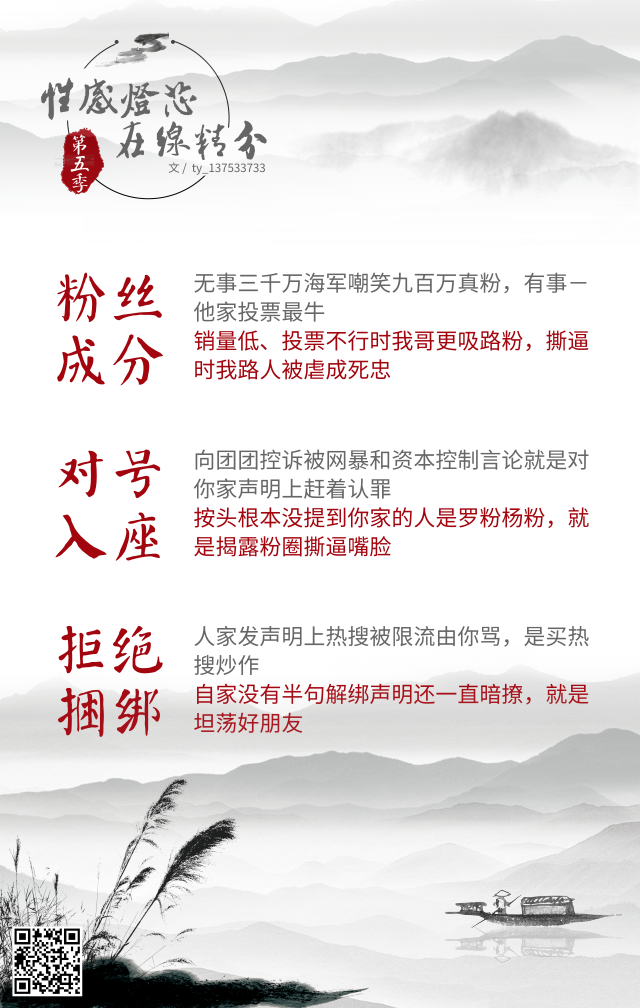 性感燈芯
在线精分
第五季
文 / ty_137533733
粉丝
成分
无事三千万海军嘲笑九百万真粉，有事－
他家投票最牛
销量低、投票不行时我哥更吸路粉，撕逼
时我路人被虐成死忠
对号
入座
向团团控诉被网暴和资本控制言论就是对
你家声明上赶着认罪
按头根本没提到你家的人是罗粉杨粉，就
是揭露粉圈撕逼嘴脸
拒绝
捆绑
人家发声明上热搜被限流由你骂，是买热
搜炒作
自家没有半句解绑声明还一直暗撩，就是
坦荡好朋友